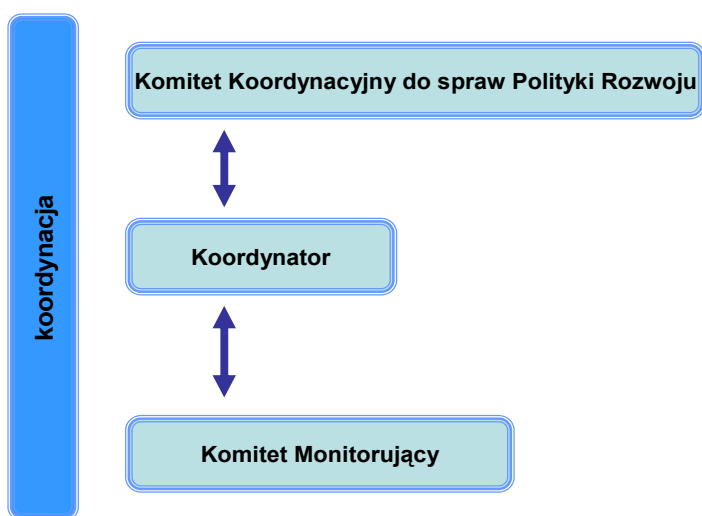 koordynacja
Komitet Koordynacyjny do spraw Polityki Rozwoju
Koordynator
Komitet Monitorujący